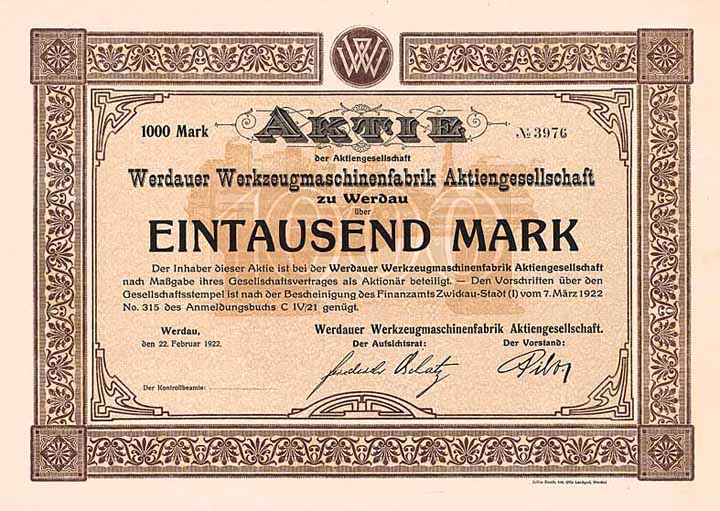 WW
1000 Mark AKTIE № 3976
der Aktiengesellschaft
Werdauer Werkzeugmaschinenfabrik Aktiengesellschaft
zu Werdau
über
1000
EINTAUSEND MARK
Der Inhaber dieser Aktie ist bei der Werdauer Werkzeugmaschinenfabrik Aktiengesellschaft
nach Maßgabe ihres Gesellschaftvertrages als Aktionär beteiligt. — Den Vorschriften über den
Gesellschaftsstempel ist nach der Bescheinigung des Finanzamts Zwickau-Stadt (I) vom 7. März 1922
No. 315 des Anmeldungsbuchs C IV/21 genügt.
Werdau, Werdauer Werkzeugmaschinenfabrik Aktiengesellschaft.
den 22. Februar 1922. Der Aufsichtsrat: Der Vorstand:
Der Kontrollbeamte: